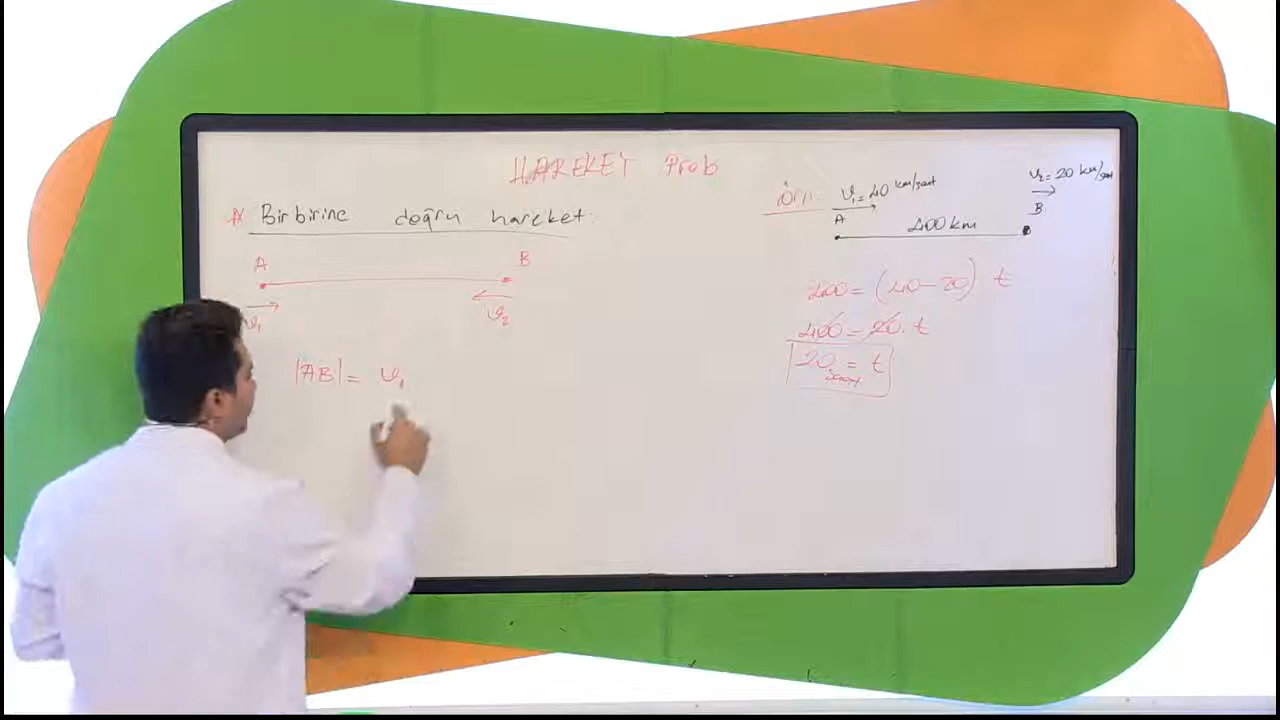 HAREKET Prob
* Birbirine doğru hareket:
A B
v₁ v₂
|AB| = v₁
örn: v₁ = 40 km/saat v₂ = 20 km/saat
A B
400 km
400 = (40 - 20) t
400 = 20. t
20 saat = t